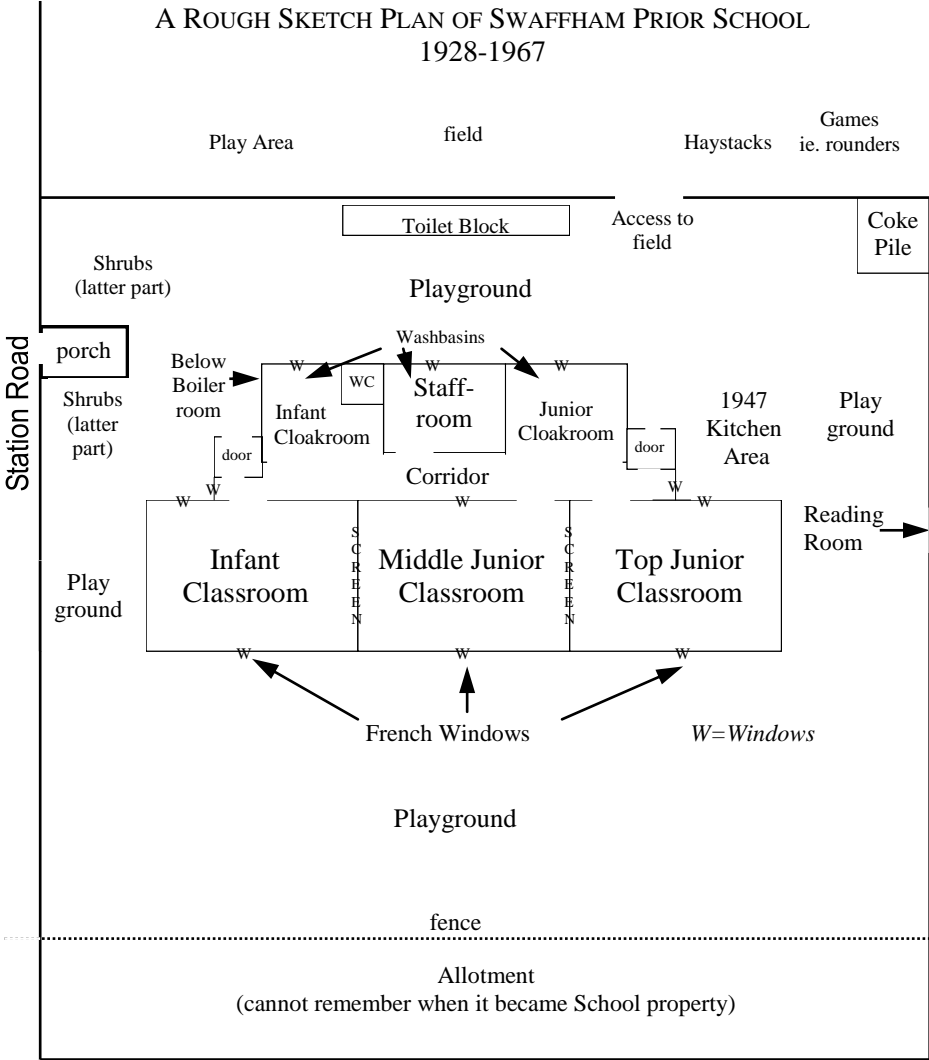 A ROUGH SKETCH PLAN OF SWAFFHAM PRIOR SCHOOL
1928-1967
Games
ie. rounders
Play Area
field
Haystacks
Toilet Block
Access to
field
Coke
Pile
Shrubs
(latter part)
Playground
Station Road
porch
Washbasins
Below
Boiler
room
W
W
W
WC
Staff-
room
Infant
Cloakroom
Junior
Cloakroom
Shrubs
(latter
part)
1947
Kitchen
Area
Play
ground
door
door
Corridor
W
W
W
W
W
Reading
Room
SCREEN
SCREEN
Infant
Classroom
Middle Junior
Classroom
Top Junior
Classroom
Play
ground
W
W
W
French Windows
W=Windows
Playground
fence
Allotment
(cannot remember when it became School property)